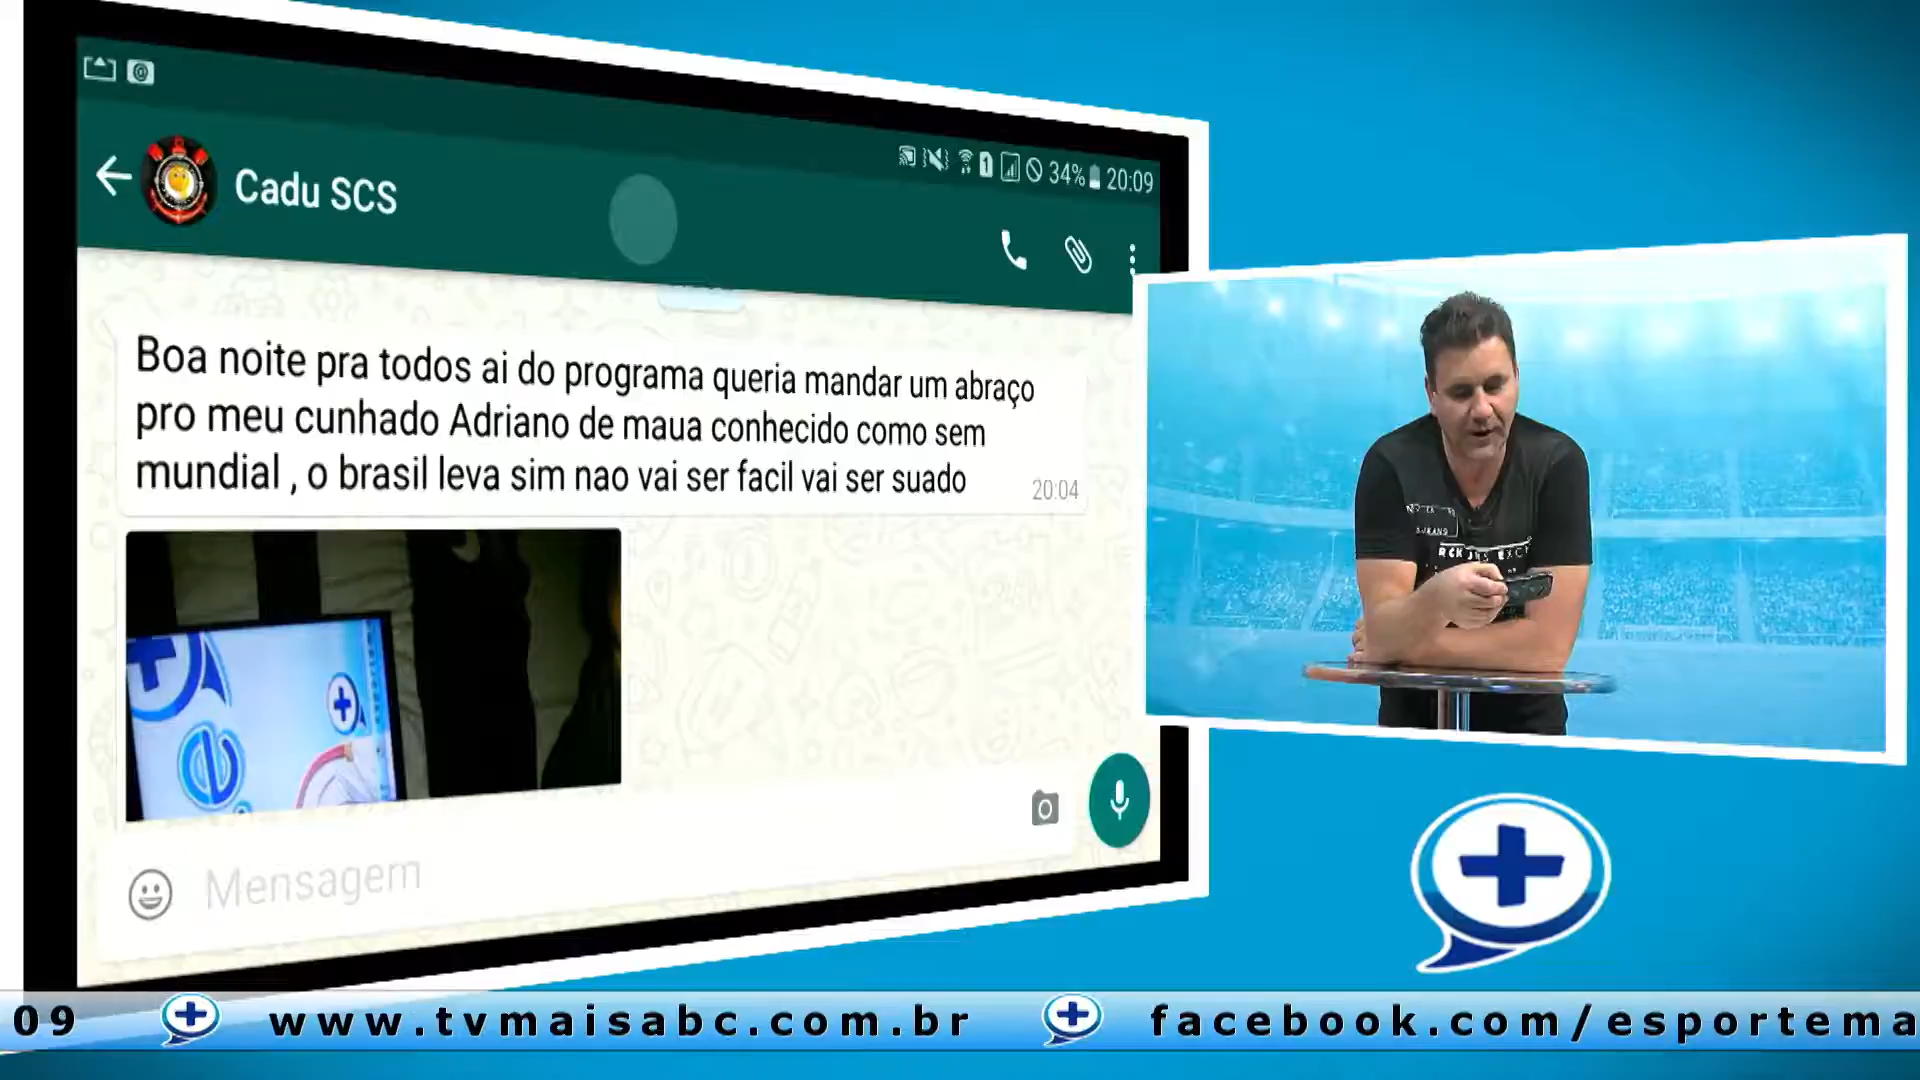 34% 20:09
Cadu SCS
Boa noite pra todos ai do programa queria mandar um abraço
pro meu cunhado Adriano de maua conhecido como sem
mundial , o brasil leva sim nao vai ser facil vai ser suado
20:04
Mensagem
09 www.tvmaisabc.com.br facebook.com/esportema